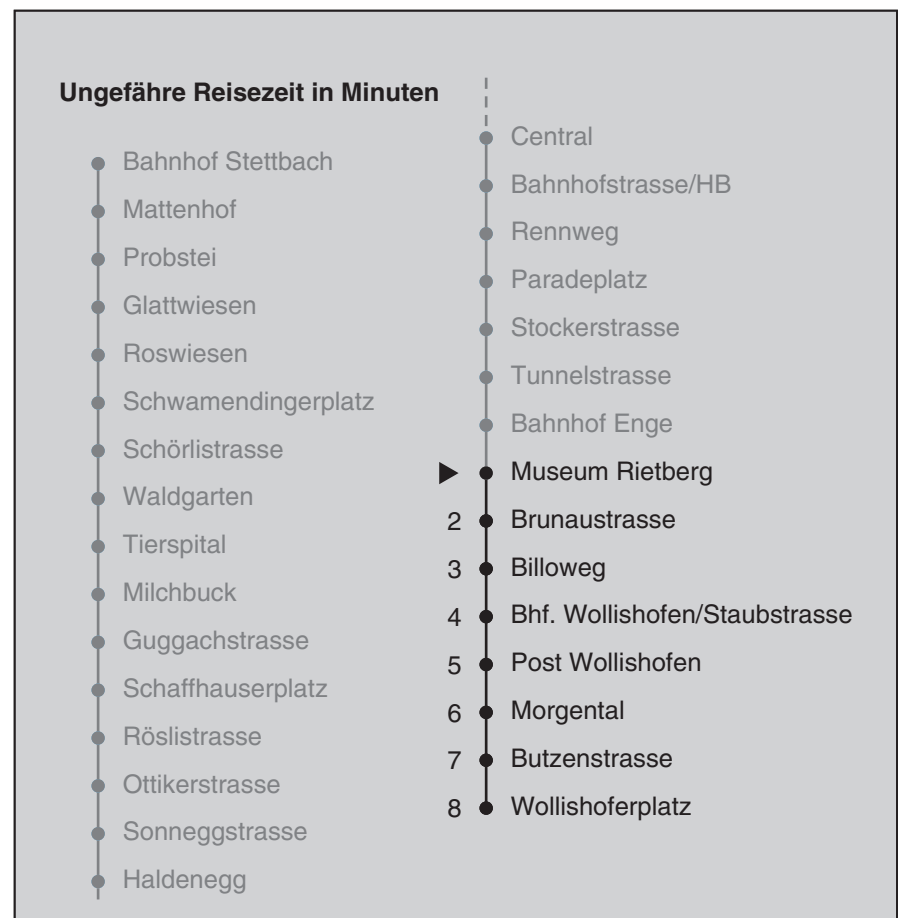 Ungefähre Reisezeit in Minuten
Bahnhof Stettbach
Mattenhof
Probstei
Glattwiesen
Roswiesen
Schwamendingerplatz
Schörlistrasse
Waldgarten
Tierspital
Milchbuck
Guggachstrasse
Schaffhauserplatz
Röslistrasse
Ottikerstrasse
Sonneggstrasse
Haldenegg
Central
Bahnhofstrasse/HB
Rennweg
Paradeplatz
Stockerstrasse
Tunnelstrasse
Bahnhof Enge
Museum Rietberg
2 Brunaustrasse
3 Billoweg
4 Bhf. Wollishofen/Staubstrasse
5 Post Wollishofen
6 Morgental
7 Butzenstrasse
8 Wollishoferplatz